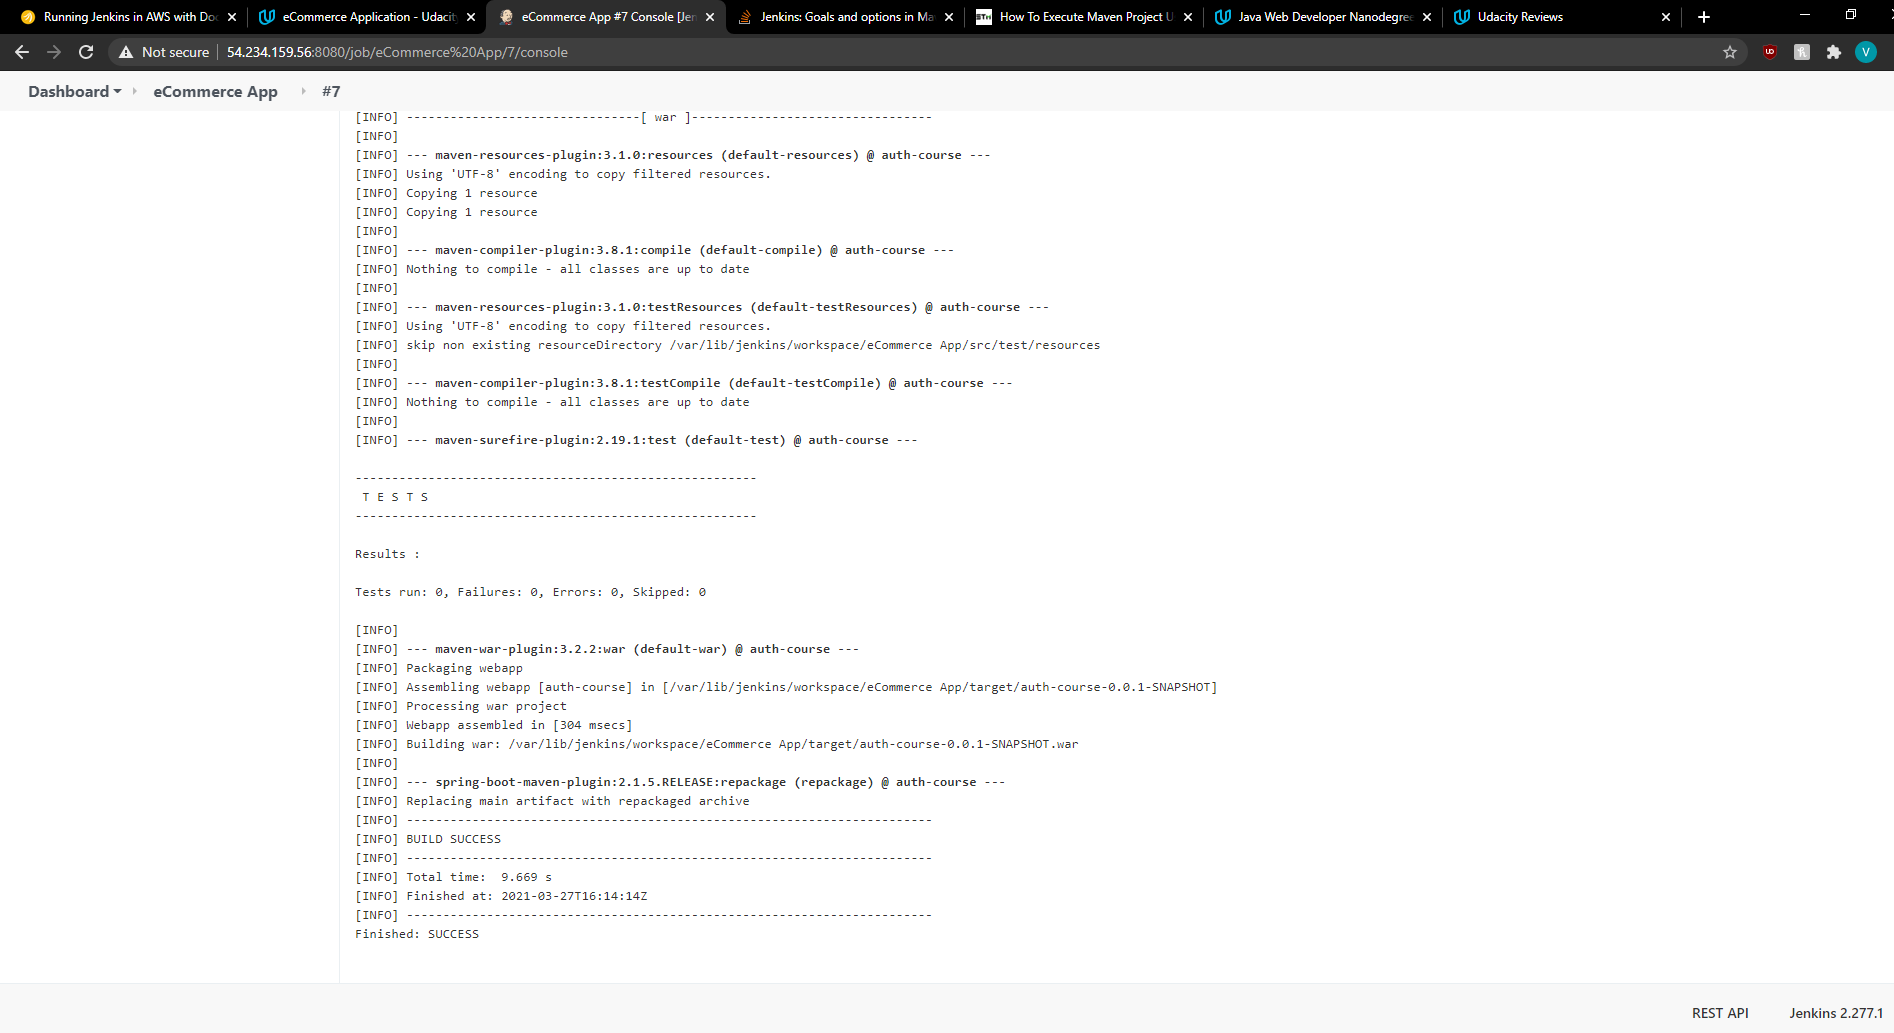 Running Jenkins in AWS with Do
eCommerce Application - Udacity
eCommerce App #7 Console [Jen
Jenkins: Goals and options in Ma
How To Execute Maven Project U
Java Web Developer Nanodegree
Udacity Reviews
Not secure
54.234.159.56:8080/job/eCommerce%20App/7/console
V
Dashboard
eCommerce App
#7
[INFO] --------------------------------[ war ]---------------------------------
[INFO]
[INFO] --- maven-resources-plugin:3.1.0:resources (default-resources) @ auth-course ---
[INFO] Using 'UTF-8' encoding to copy filtered resources.
[INFO] Copying 1 resource
[INFO] Copying 1 resource
[INFO]
[INFO] --- maven-compiler-plugin:3.8.1:compile (default-compile) @ auth-course ---
[INFO] Nothing to compile - all classes are up to date
[INFO]
[INFO] --- maven-resources-plugin:3.1.0:testResources (default-testResources) @ auth-course ---
[INFO] Using 'UTF-8' encoding to copy filtered resources.
[INFO] skip non existing resourceDirectory /var/lib/jenkins/workspace/eCommerce App/src/test/resources
[INFO]
[INFO] --- maven-compiler-plugin:3.8.1:testCompile (default-testCompile) @ auth-course ---
[INFO] Nothing to compile - all classes are up to date
[INFO]
[INFO] --- maven-surefire-plugin:2.19.1:test (default-test) @ auth-course ---
-------------------------------------------------------
T E S T S
-------------------------------------------------------
Results :
Tests run: 0, Failures: 0, Errors: 0, Skipped: 0
[INFO]
[INFO] --- maven-war-plugin:3.2.2:war (default-war) @ auth-course ---
[INFO] Packaging webapp
[INFO] Assembling webapp [auth-course] in [/var/lib/jenkins/workspace/eCommerce App/target/auth-course-0.0.1-SNAPSHOT]
[INFO] Processing war project
[INFO] Webapp assembled in [304 msecs]
[INFO] Building war: /var/lib/jenkins/workspace/eCommerce App/target/auth-course-0.0.1-SNAPSHOT.war
[INFO]
[INFO] --- spring-boot-maven-plugin:2.1.5.RELEASE:repackage (repackage) @ auth-course ---
[INFO] Replacing main artifact with repackaged archive
[INFO] ------------------------------------------------------------------------
[INFO] BUILD SUCCESS
[INFO] ------------------------------------------------------------------------
[INFO] Total time:  9.669 s
[INFO] Finished at: 2021-03-27T16:14:14Z
[INFO] ------------------------------------------------------------------------
Finished: SUCCESS
REST API
Jenkins 2.277.1